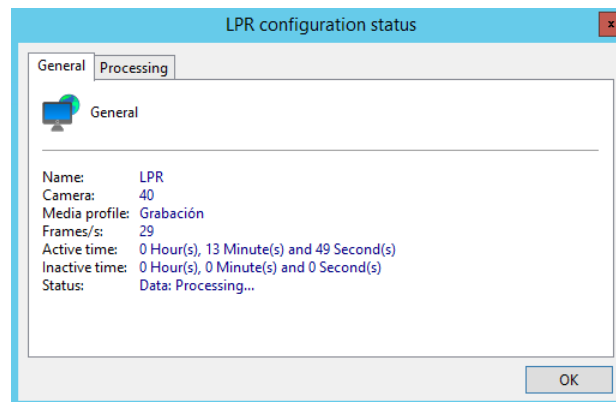 LPR configuration status
x
General Processing
General
Name: LPR
Camera: 40
Media profile: Grabación
Frames/s: 29
Active time: 0 Hour(s), 13 Minute(s) and 49 Second(s)
Inactive time: 0 Hour(s), 0 Minute(s) and 0 Second(s)
Status: Data: Processing...
OK